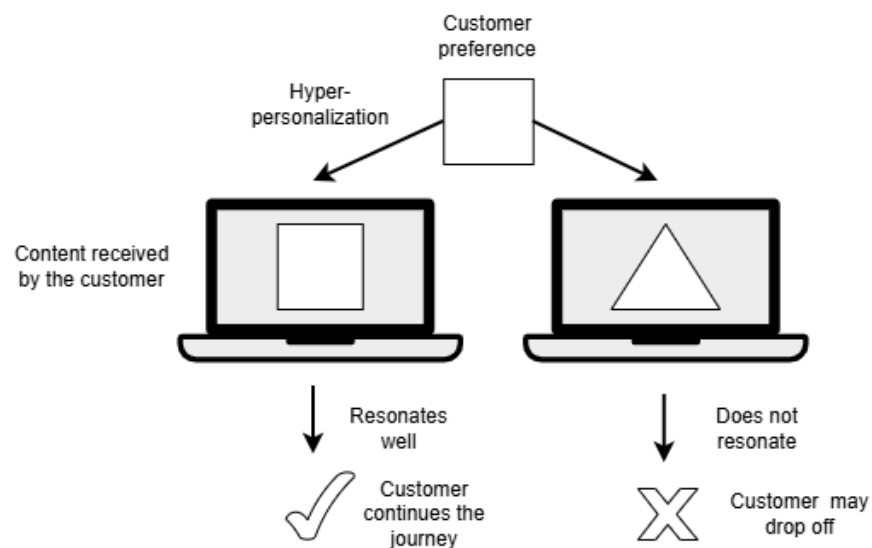 Customer
preference
Hyper-
personalization
Content received
by the customer
Resonates
well
Does not
resonate
Customer
continues the
journey
Customer may
drop off